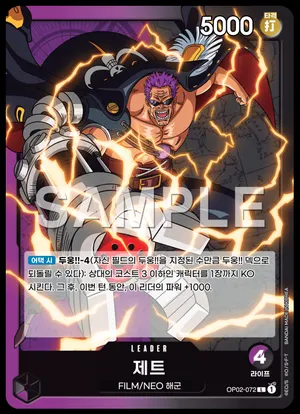 5000
타격
打
SAMPLE
어택 시 두웅!!-4(자신 필드의 두웅!!을 지정된 수만큼 두웅!! 덱으로
되돌릴 수 있다): 상대의 코스트 3 이하인 캐릭터를 1장까지 KO
시킨다. 그 후, 이번 턴 동안, 이 리더의 파워 +1000.
LEADER
제트
FILM/NEO 해군
4
라이프
OP02-072 L 1